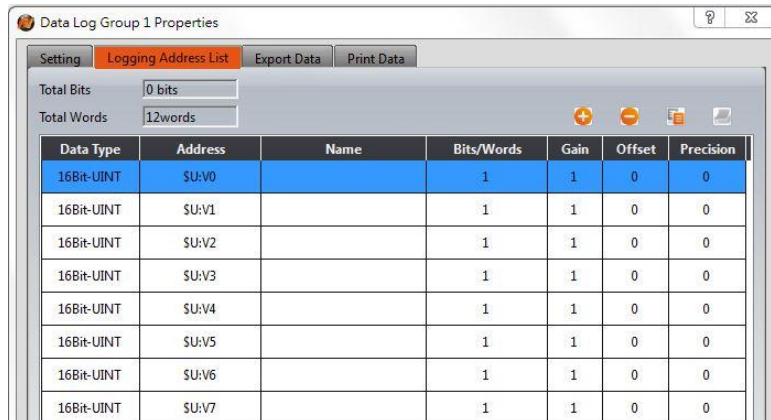 Data Log Group 1 Properties
Setting Logging Address List Export Data Print Data
Total Bits 0 bits
Total Words 12words
Data Type Address Name Bits/Words Gain Offset Precision
16Bit-UINT $U:V0 1 1 0 0
16Bit-UINT $U:V1 1 1 0 0
16Bit-UINT $U:V2 1 1 0 0
16Bit-UINT $U:V3 1 1 0 0
16Bit-UINT $U:V4 1 1 0 0
16Bit-UINT $U:V5 1 1 0 0
16Bit-UINT $U:V6 1 1 0 0
16Bit-UINT $U:V7 1 1 0 0